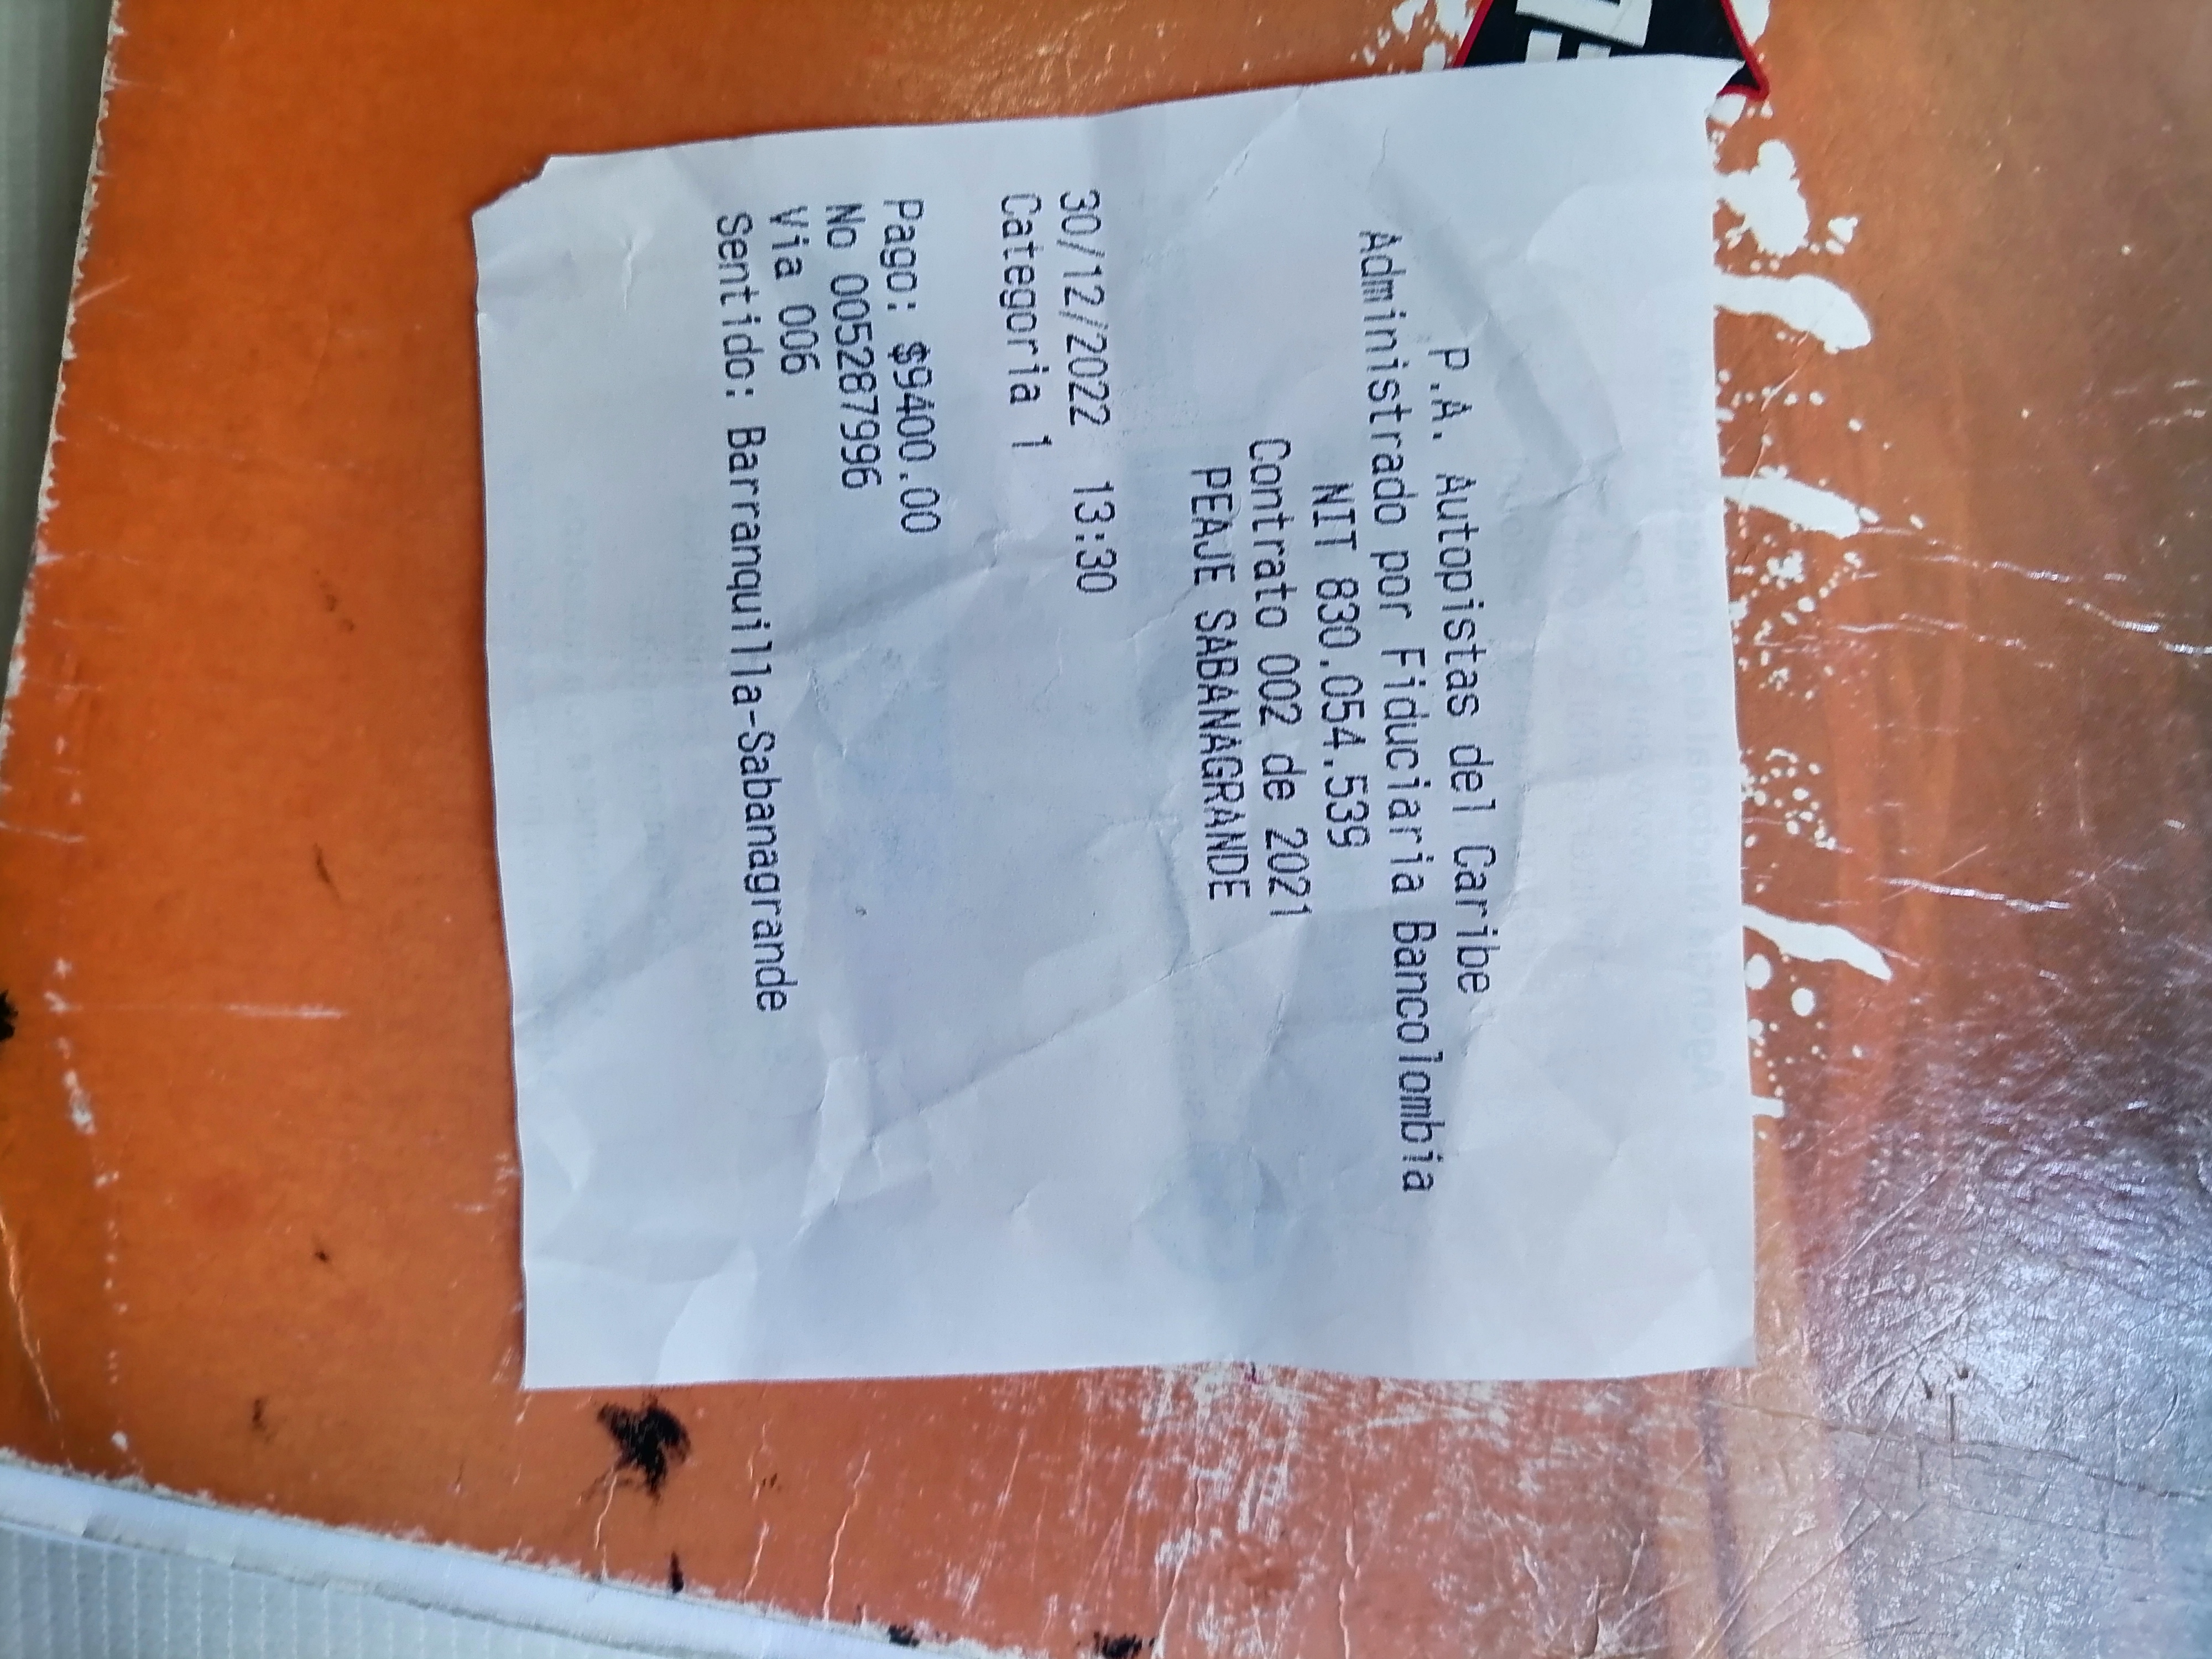 P.A. Autopistas del Caribe
Administrado por Fiduciaria Bancolombia
NIT 830.054.539
Contrato 002 de 2021
PEAJE SABANAGRANDE
30/12/2022 13:30
Categoria 1
Pago: $9400.00
No 005287996
Via 006
Sentido: Barranquilla-Sabanagrande